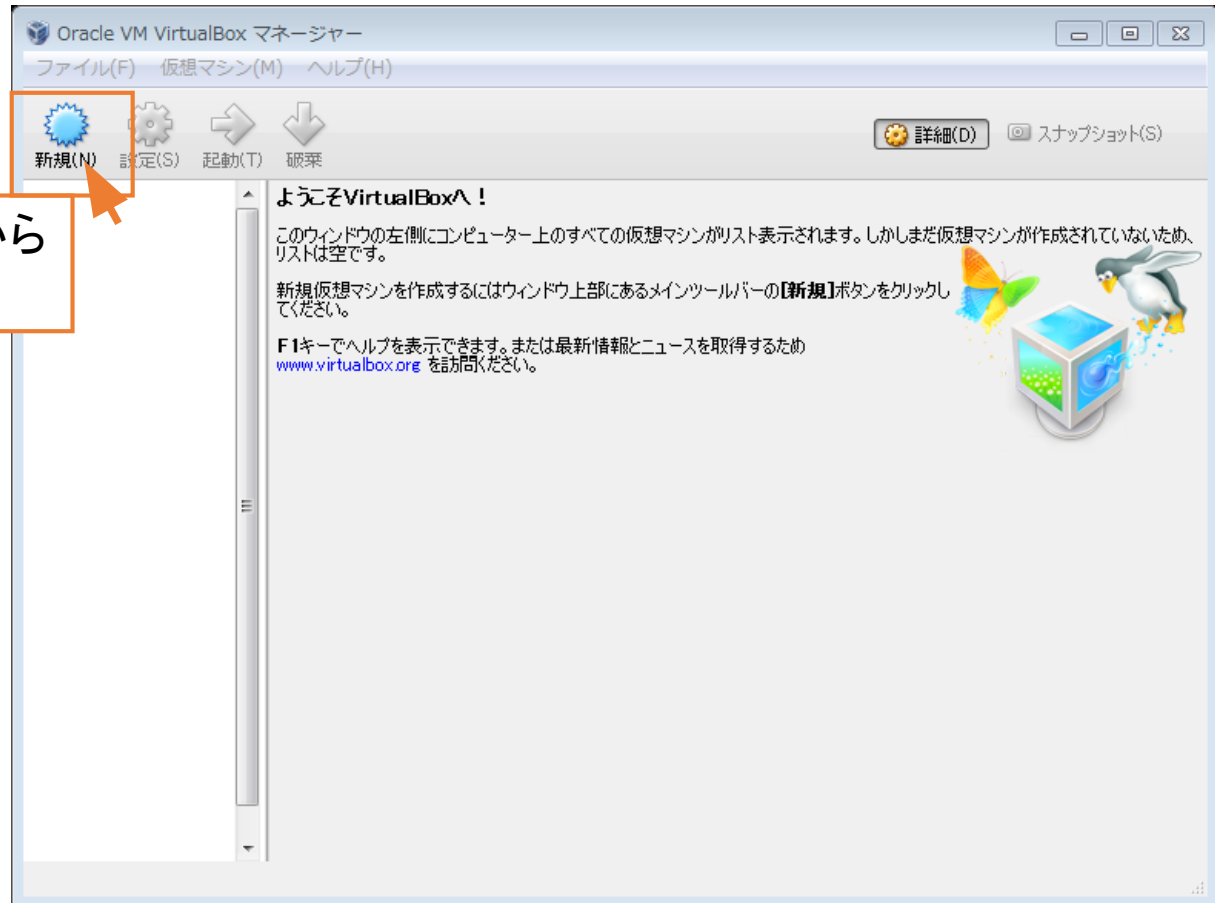 Oracle VM VirtualBox マネージャー
ファイル(F) 仮想マシン(M) ヘルプ(H)
新規(N) 設定(S) 起動(T) 破棄 詳細(D) スナップショット(S)
から
ようこそVirtualBoxへ！
このウィンドウの左側にコンピューター上のすべての仮想マシンがリスト表示されます。しかしまだ仮想マシンが作成されていないため、
リストは空です。
新規仮想マシンを作成するにはウィンドウ上部にあるメインツールバーの[新規]ボタンをクリックし
てください。
F1キーでヘルプを表示できます。または最新情報とニュースを取得するため
www.virtualbox.org を訪問ください。